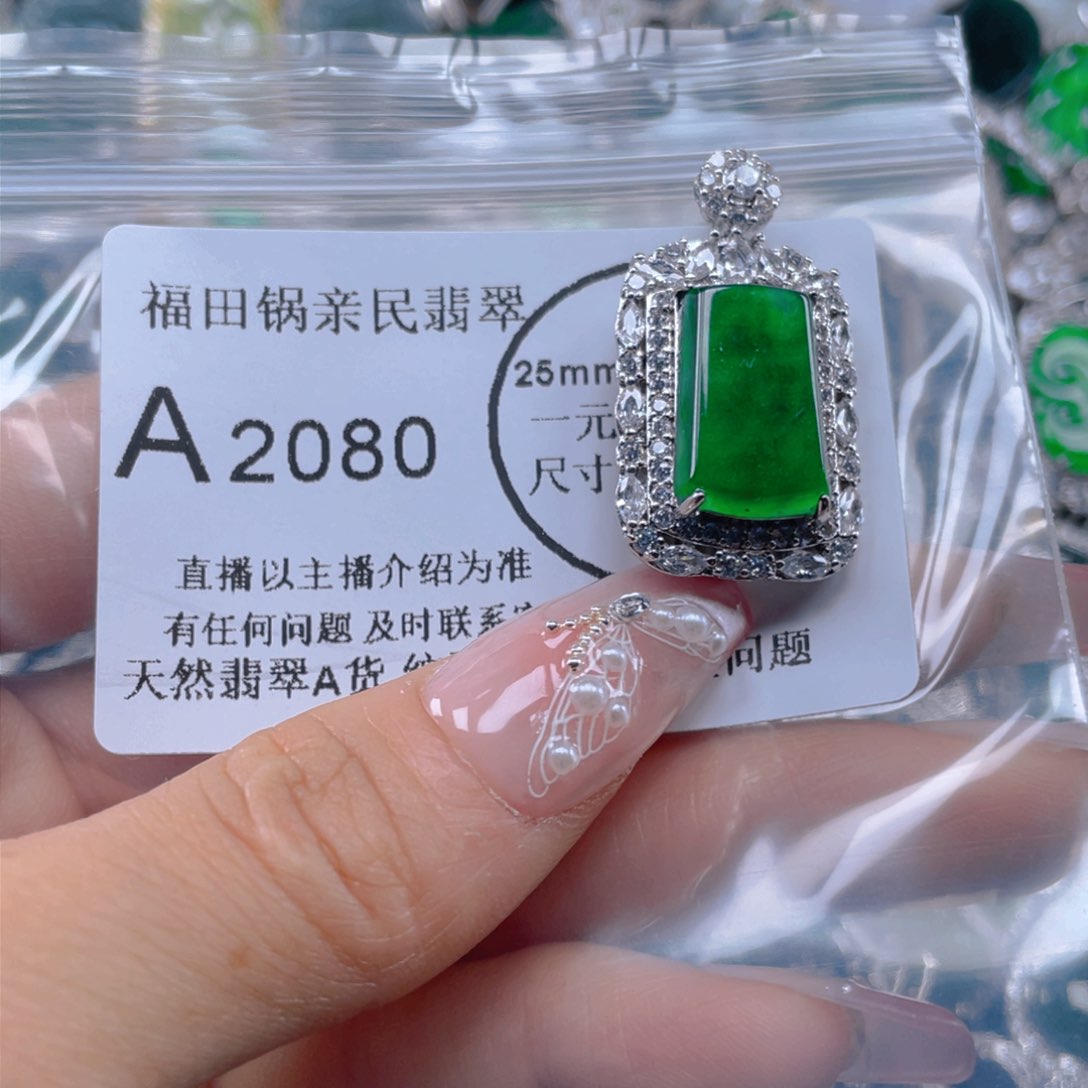 福田锅亲民翡翠
A2080
25mm
一元
尺寸
直播以主播介绍为准
有任何问题 及时联系
天然翡翠A货
问题